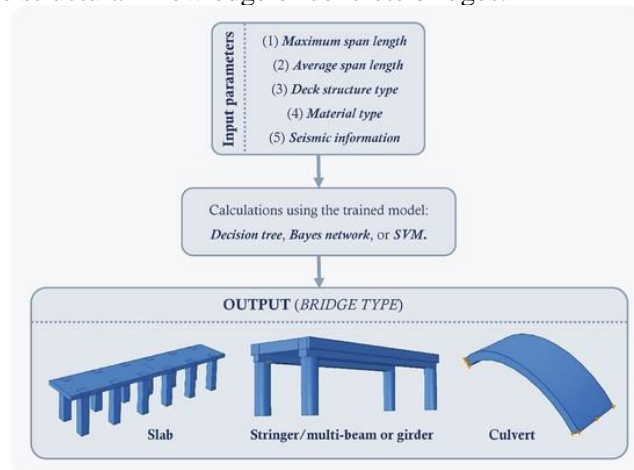 Input parameters
(1) Maximum span length
(2) Average span length
(3) Deck structure type
(4) Material type
(5) Seismic information
Calculations using the trained model:
Decision tree, Bayes network, or SVM.
OUTPUT (BRIDGE TYPE)
Slab
Stringer/multi-beam or girder
Culvert